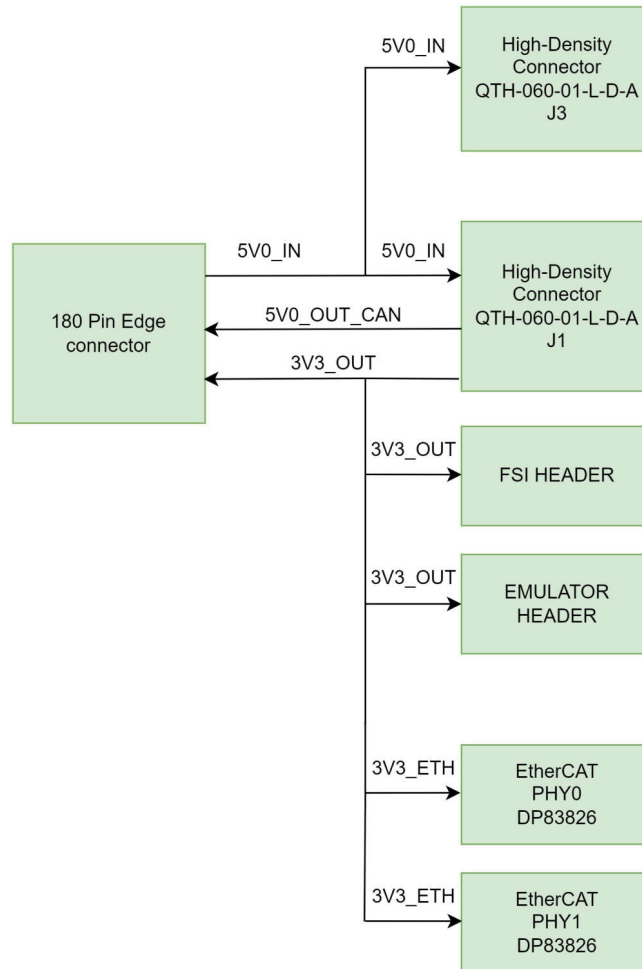 5V0_IN
High-Density
Connector
QTH-060-01-L-D-A
J3
180 Pin Edge
connector
5V0_IN
5V0_IN
5V0_OUT_CAN
3V3_OUT
High-Density
Connector
QTH-060-01-L-D-A
J1
3V3_OUT
FSI HEADER
3V3_OUT
EMULATOR
HEADER
3V3_ETH
EtherCAT
PHY0
DP83826
3V3_ETH
EtherCAT
PHY1
DP83826